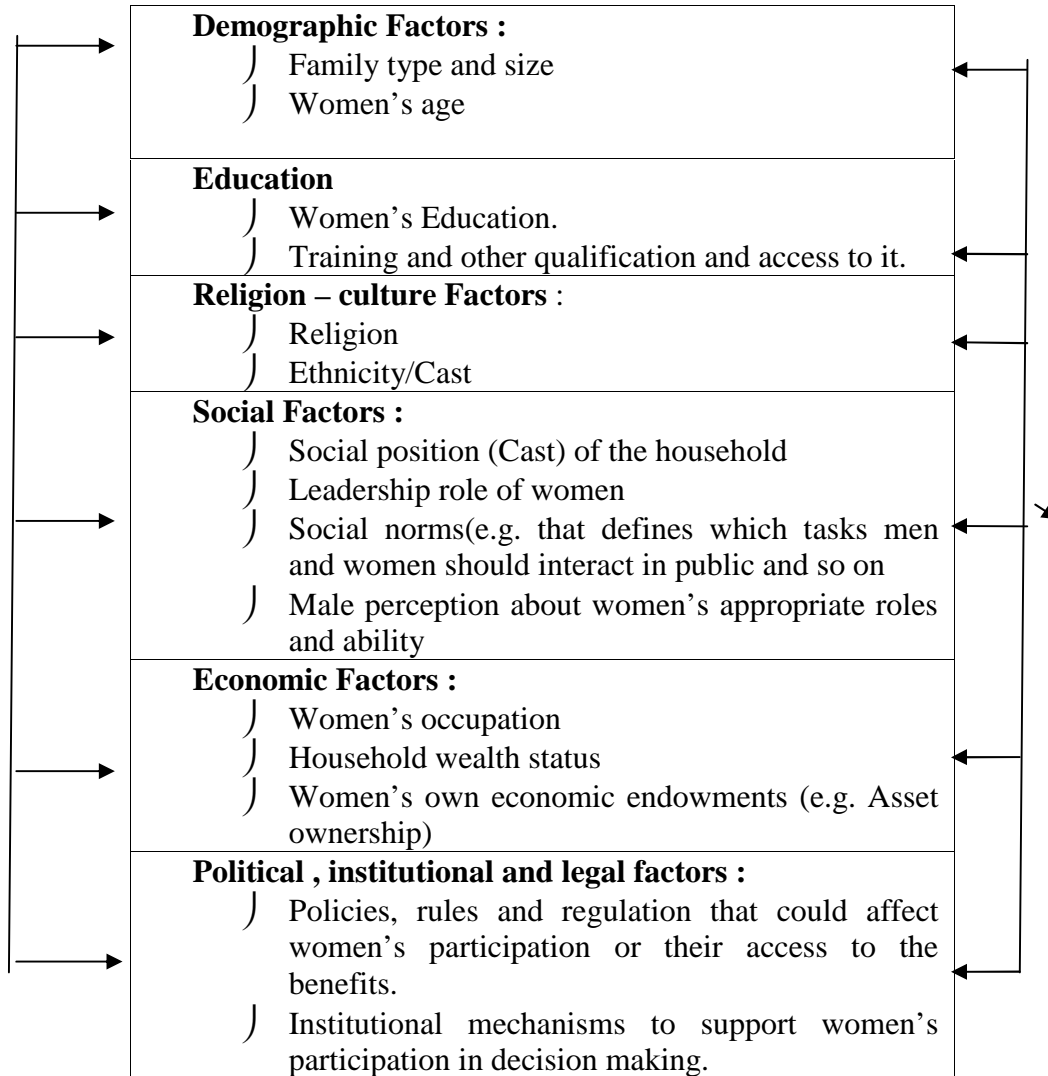 Demographic Factors :
⌡ Family type and size
⌡ Women’s age
Education
⌡ Women’s Education.
⌡ Training and other qualification and access to it.
Religion – culture Factors :
⌡ Religion
⌡ Ethnicity/Cast
Social Factors :
⌡ Social position (Cast) of the household
⌡ Leadership role of women
⌡ Social norms(e.g. that defines which tasks men
and women should interact in public and so on
⌡ Male perception about women’s appropriate roles
and ability
Economic Factors :
⌡ Women’s occupation
⌡ Household wealth status
⌡ Women’s own economic endowments (e.g. Asset
ownership)
Political , institutional and legal factors :
⌡ Policies, rules and regulation that could affect
women’s participation or their access to the
benefits.
⌡ Institutional mechanisms to support women’s
participation in decision making.